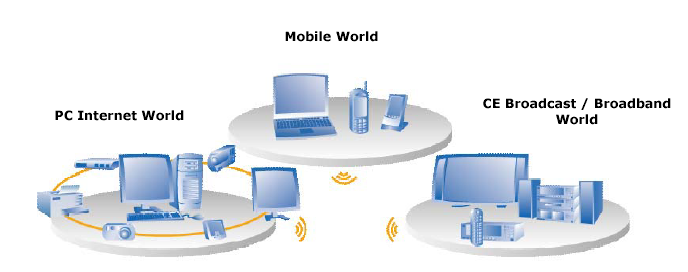 Mobile World
PC Internet World
CE Broadcast / Broadband
World